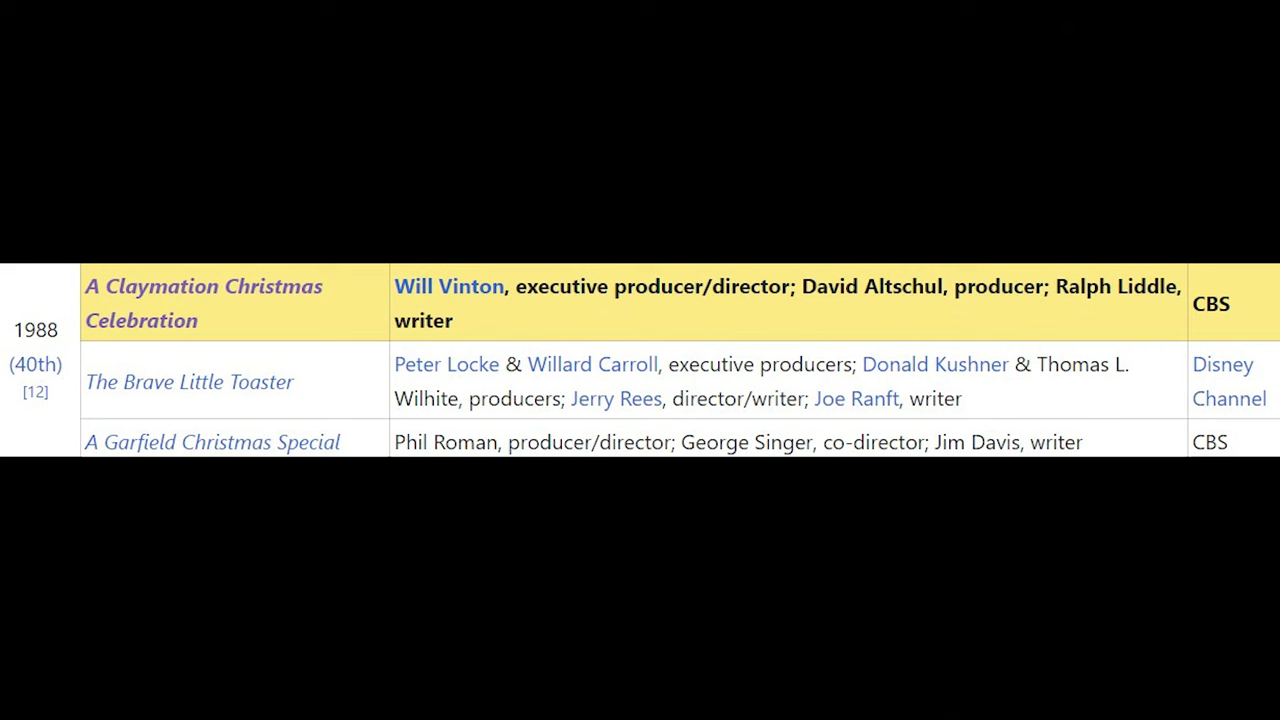 1988
(40th)
[12]
A Claymation Christmas
Celebration
Will Vinton, executive producer/director; David Altschul, producer; Ralph Liddle,
writer
CBS
The Brave Little Toaster
Peter Locke & Willard Carroll, executive producers; Donald Kushner & Thomas L.
Wilhite, producers; Jerry Rees, director/writer; Joe Ranft, writer
Disney
Channel
A Garfield Christmas Special
Phil Roman, producer/director; George Singer, co-director; Jim Davis, writer
CBS